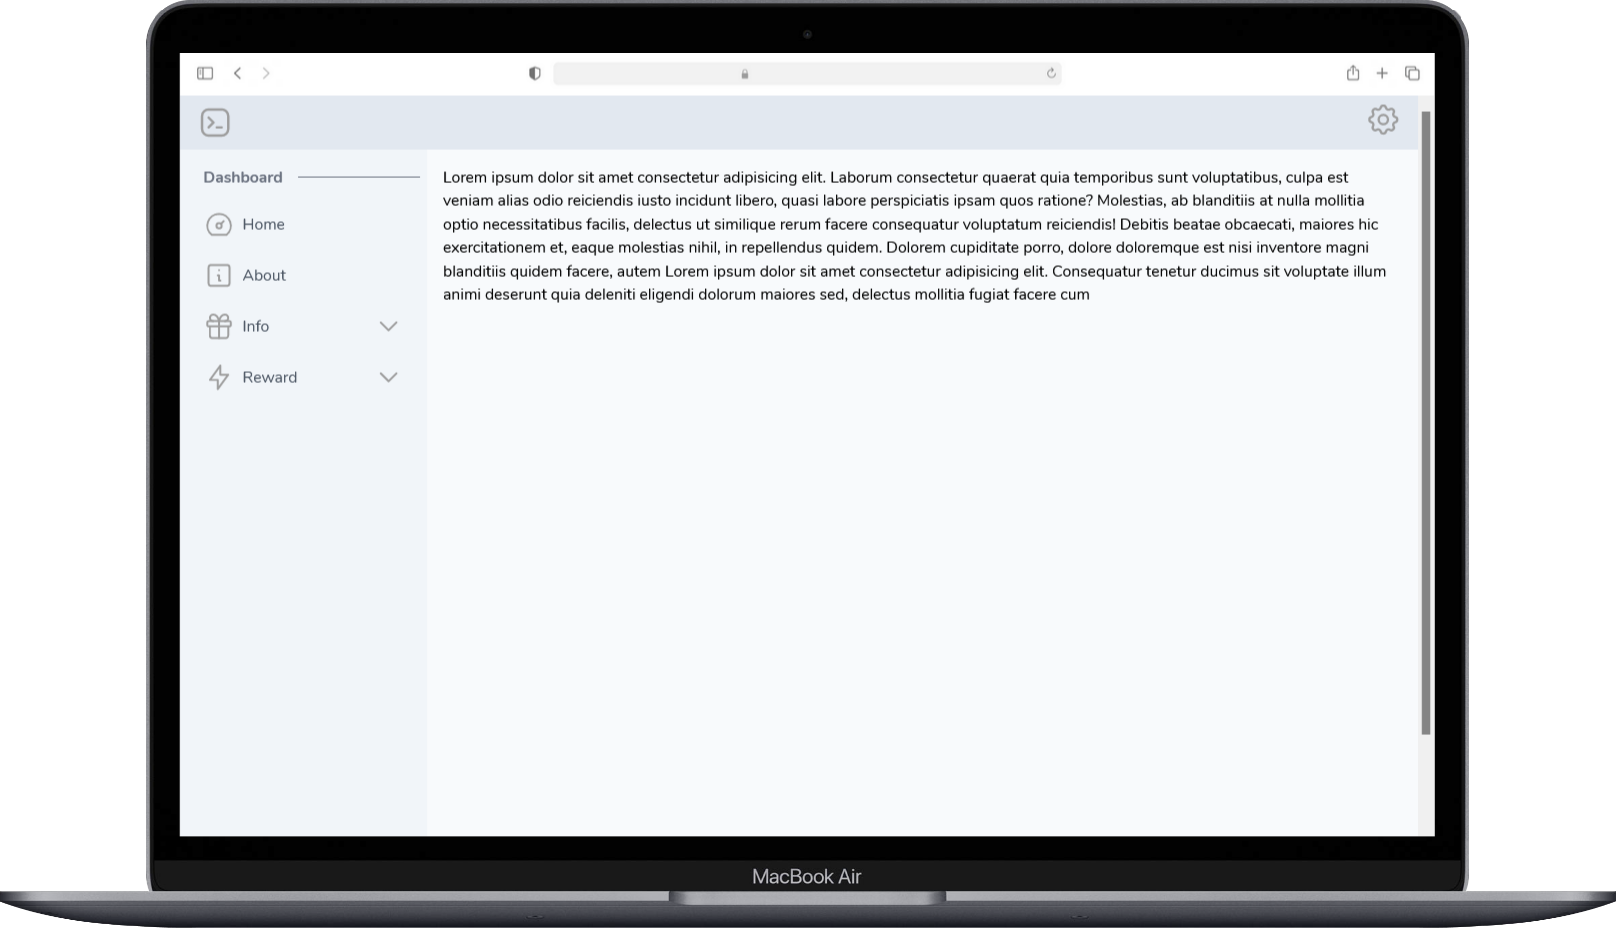 Dashboard
Home
About
Info
Reward
Lorem ipsum dolor sit amet consectetur adipisicing elit. Laborum consectetur quaerat quia temporibus sunt voluptatibus, culpa est
veniam alias odio reiciendis iusto incidunt libero, quasi labore perspiciatis ipsam quos ratione? Molestias, ab blanditiis at nulla mollitia
optio necessitatibus facilis, delectus ut similique rerum facere consequatur voluptatum reiciendis! Debitis beatae obcaecati, maiores hic
exercitationem et, eaque molestias nihil, in repellendus quidem. Dolorem cupiditate porro, dolore doloremque est nisi inventore magni
blanditiis quidem facere, autem Lorem ipsum dolor sit amet consectetur adipisicing elit. Consequatur tenetur ducimus sit voluptate illum
animi deserunt quia deleniti eligendi dolorum maiores sed, delectus mollitia fugiat facere cum
MacBook Air